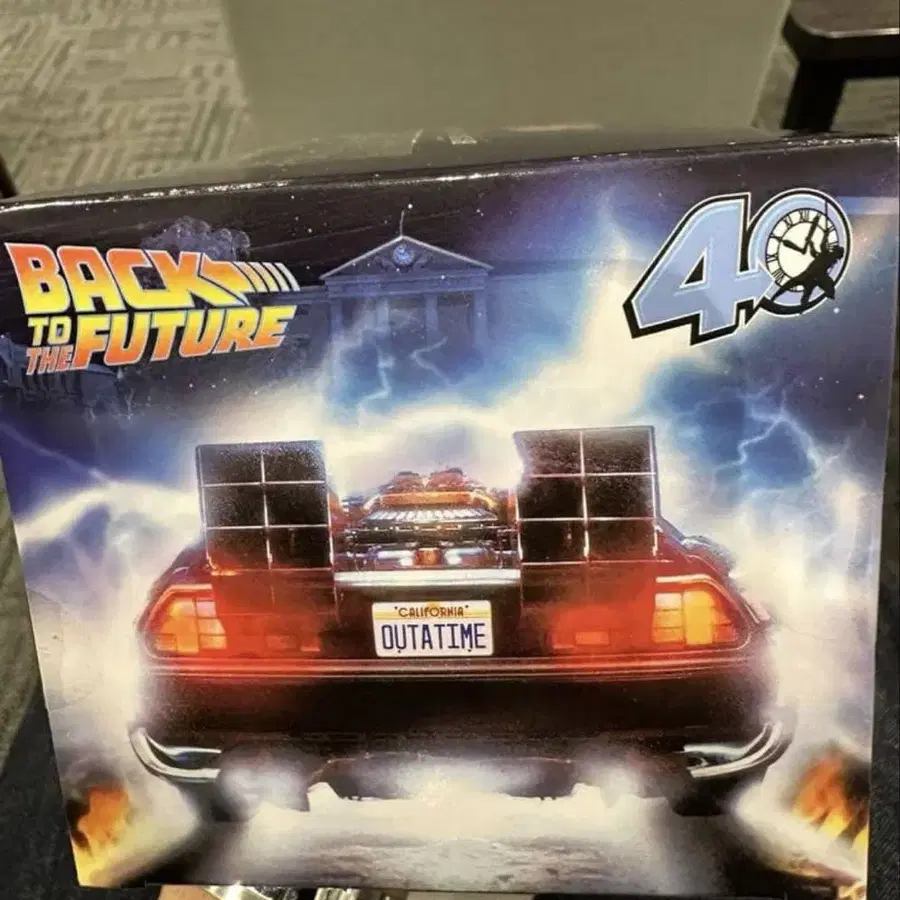 BACK
TO
THE FUTURE
40
"CALIFORNIA"
OUTATIME